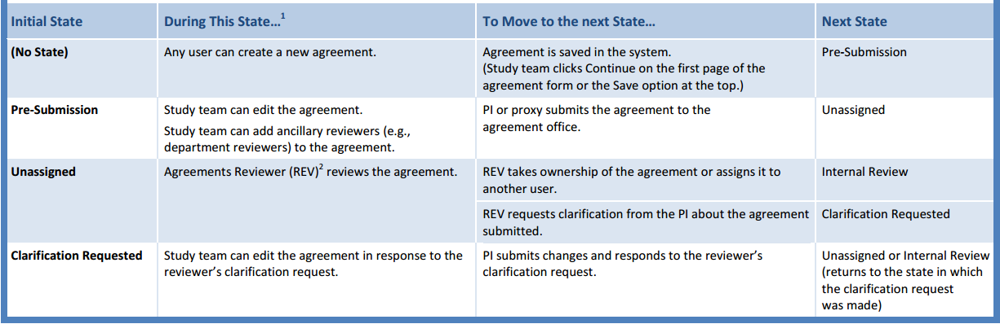 Initial State
During This State…1
To Move to the next State…
Next State
(No State)
Any user can create a new agreement.
Agreement is saved in the system.
(Study team clicks Continue on the first page of the
agreement form or the Save option at the top.)
Pre-Submission
Pre-Submission
Study team can edit the agreement.
Study team can add ancillary reviewers (e.g.,
department reviewers) to the agreement.
PI or proxy submits the agreement to the
agreement office.
Unassigned
Unassigned
Agreements Reviewer (REV)2 reviews the agreement.
REV takes ownership of the agreement or assigns it to
another user.
Internal Review
REV requests clarification from the PI about the agreement
submitted.
Clarification Requested
Clarification Requested
Study team can edit the agreement in response to the
reviewer’s clarification request.
PI submits changes and responds to the reviewer’s
clarification request.
Unassigned or Internal Review
(returns to the state in which
the clarification request
was made)